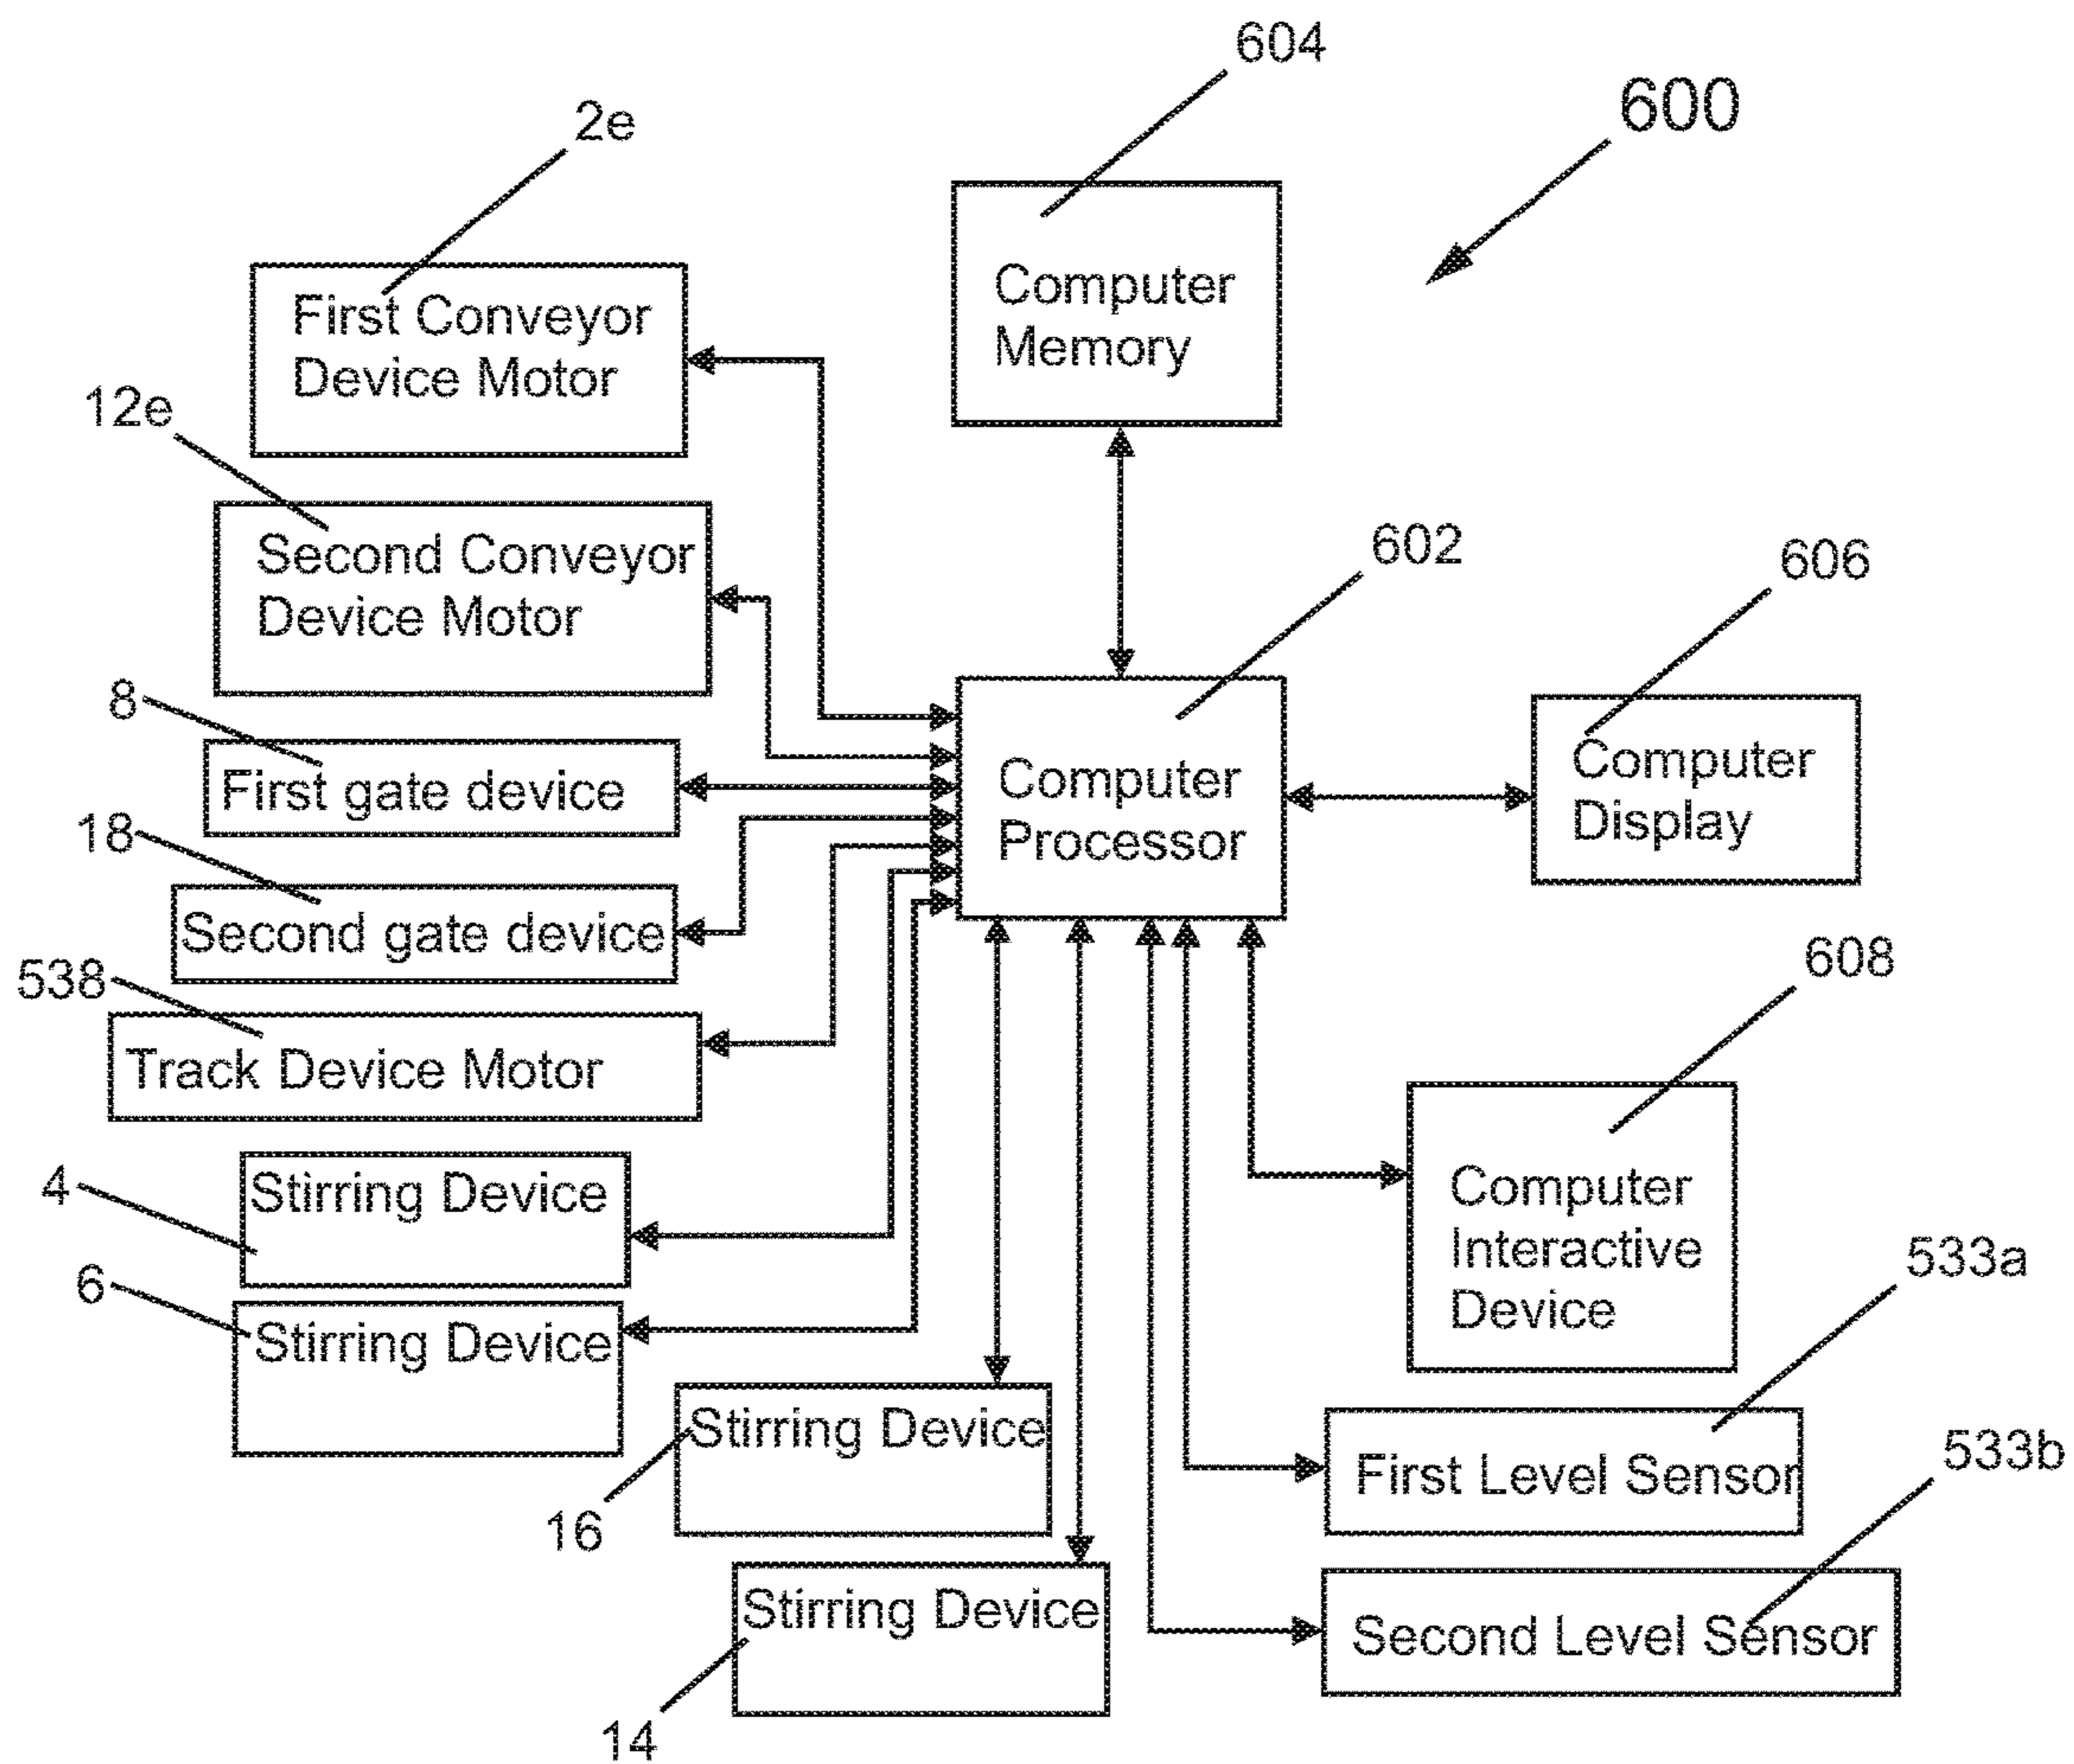 604
600
2e
Computer
Memory
First Conveyor
Device Motor
12e
602
606
Second Conveyor
Device Motor
8
First gate device
Computer
Processor
Computer
Display
18
Second gate device
538
608
Track Device Motor
4
Stirring Device
Computer
Interactive
Device
533a
6
Stirring Device
Stirring Device
First Level Sensor
533b
16
Stirring Device
Second Level Sensor
14